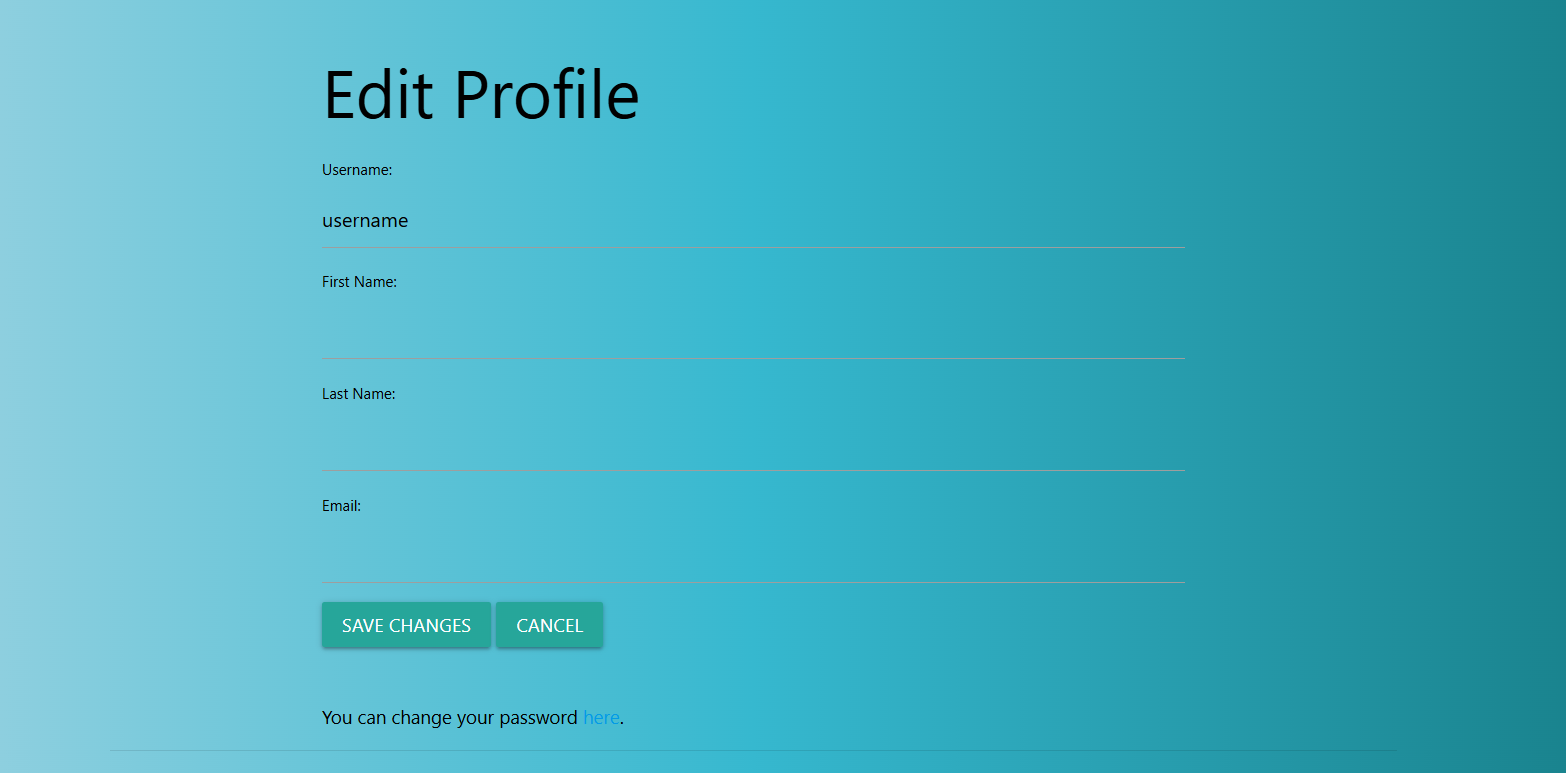 Edit Profile
Username:
username
First Name:
Last Name:
Email:
SAVE CHANGES CANCEL
You can change your password here.